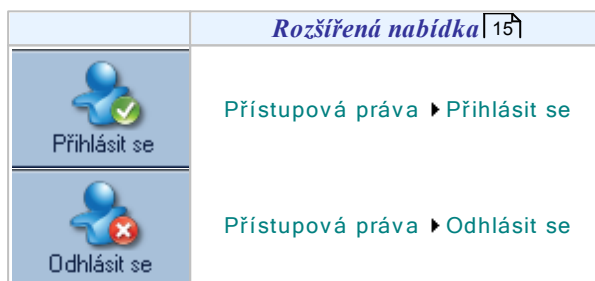 Rozšířená nabídka 15
Přihlásit se
Přístupová práva Přihlásit se
Odhlásit se
Přístupová práva Odhlásit se